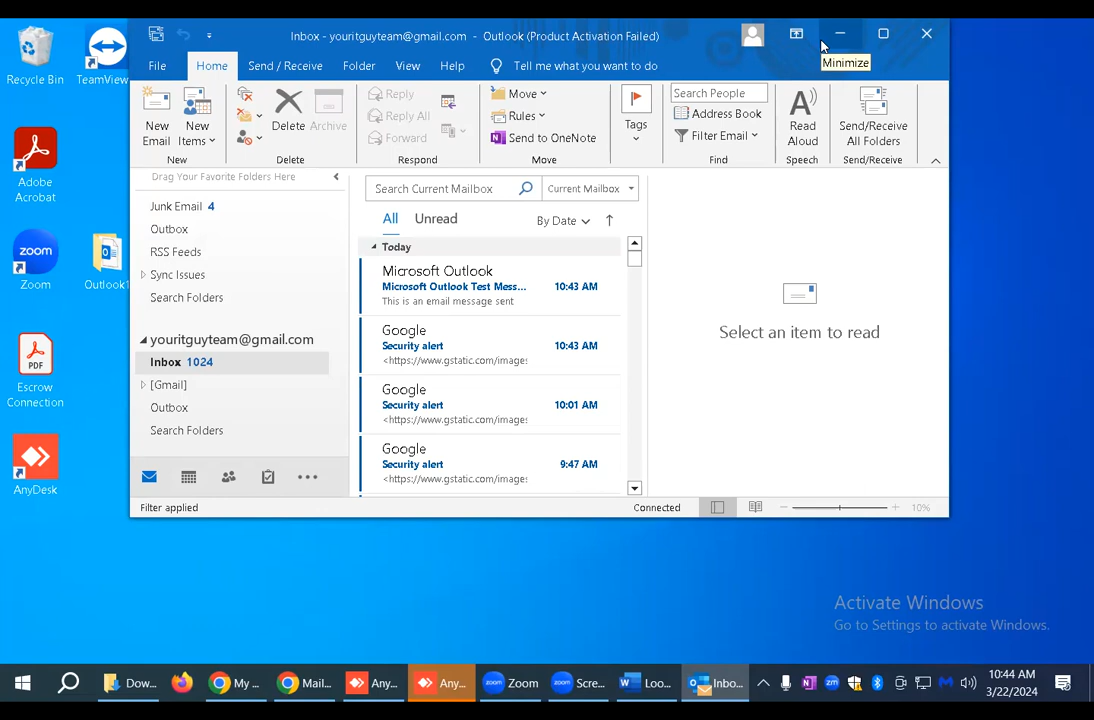 Inbox - youritguyteam@gmail.com - Outlook (Product Activation Failed)
Minimize
File Home Send / Receive Folder View Help Tell me what you want to do
New Email
New Items
New
Delete
Archive
Delete
Reply
Reply All
Forward
Respond
Move
Rules
Send to OneNote
Move
Tags
Search People
Address Book
Filter Email
Find
Read Aloud
Speech
Send/Receive All Folders
Send/Receive
Drag Your Favorite Folders Here
Junk Email 4
Outbox
RSS Feeds
Sync Issues
Search Folders
youritguyteam@gmail.com
Inbox 1024
[Gmail]
Outbox
Search Folders
Search Current Mailbox
Current Mailbox
All Unread
By Date
Today
Microsoft Outlook
Microsoft Outlook Test Mess... 10:43 AM
This is an email message sent
Google
Security alert 10:43 AM
<https://www.gstatic.com/images
Google
Security alert 10:01 AM
<https://www.gstatic.com/images
Google
Security alert 9:47 AM
<https://www.gstatic.com/images
Select an item to read
Filter applied
Connected
10%
Recycle Bin
TeamView
Adobe
Acrobat
zoom
Zoom
Outlook1
PDF
Escrow
Connection
AnyDesk
Activate Windows
Go to Settings to activate Windows.
Dow...
My ...
Mail...
Any...
Any...
zoom
Zoom
zoom
Scre...
Loo...
Inbo...
zm
10:44 AM
3/22/2024